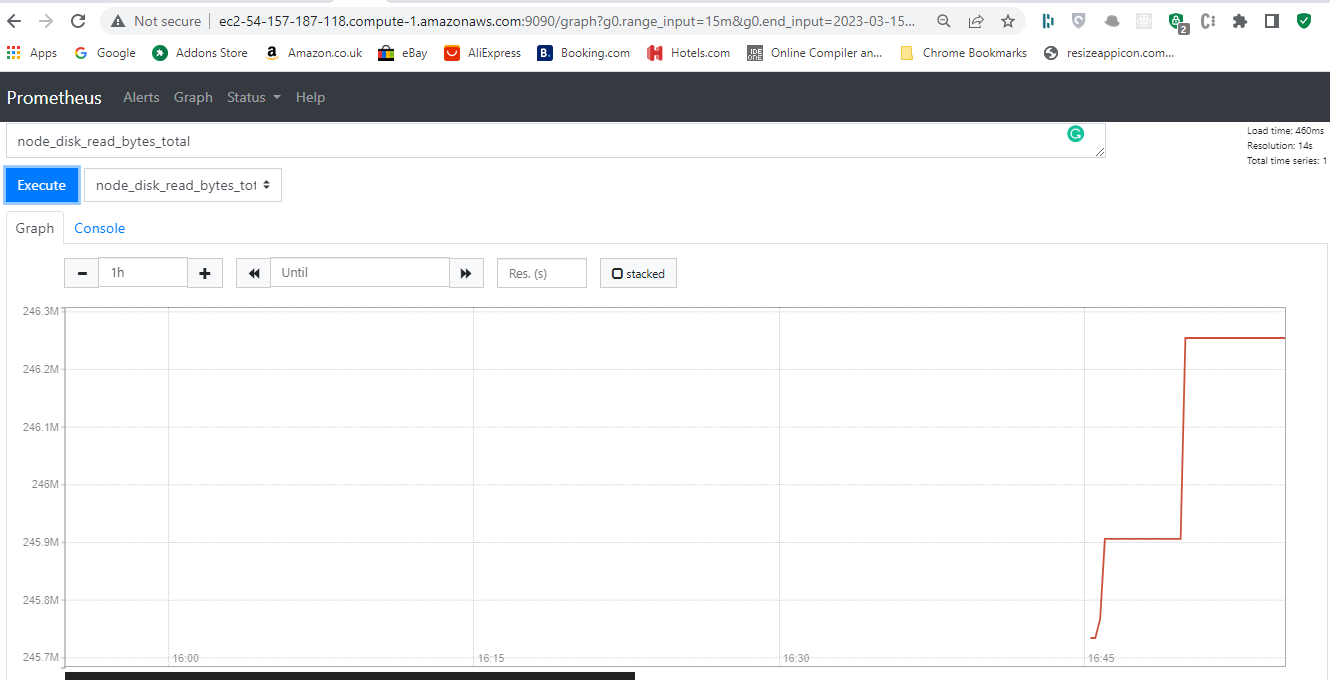 Not secure ec2-54-157-187-118.compute-1.amazonaws.com:9090/graph?g0.range_input=15m&g0.end_input=2023-03-15... 2
Apps Google Addons Store Amazon.co.uk eBay AliExpress B. Booking.com Hotels.com IDE ONE Online Compiler an... Chrome Bookmarks resizeappicon.com...
Prometheus Alerts Graph Status Help
node_disk_read_bytes_total
Load time: 460ms
Resolution: 14s
Total time series: 1
Execute node_disk_read_bytes_tot
Graph Console
1h Until Res. (s) stacked
246.3M
246.2M
246.1M
246M
245.9M
245.8M
245.7M
16:00 16:15 16:30 16:45